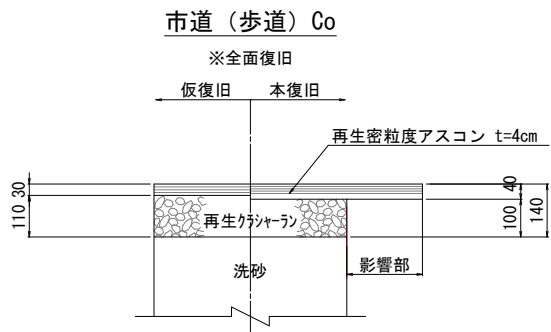 市道（歩道）Co
※全面復旧
仮復旧 本復旧
再生密粒度アスコン t=4cm
30
110
40
100
140
再生クラシャーラン
洗砂
影響部